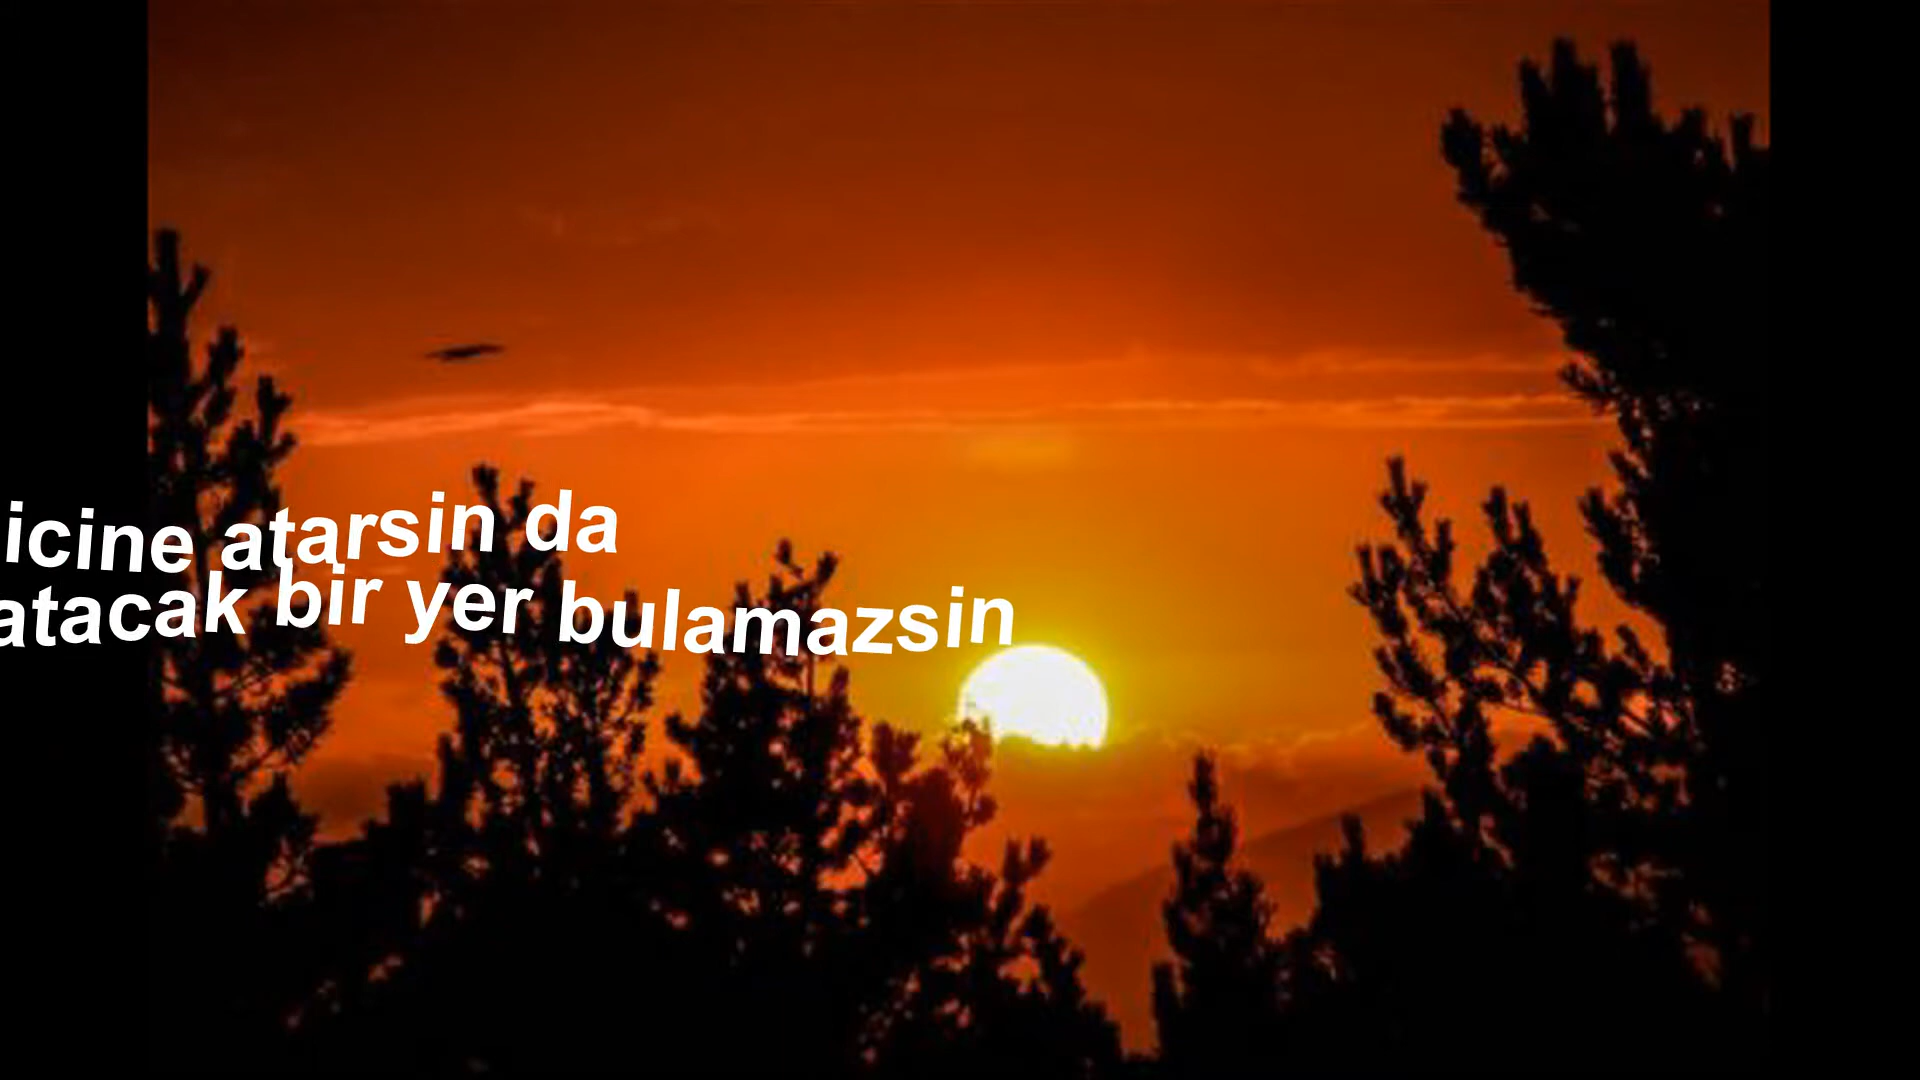 icine atarsin da
atacak bir yer bulamazsin